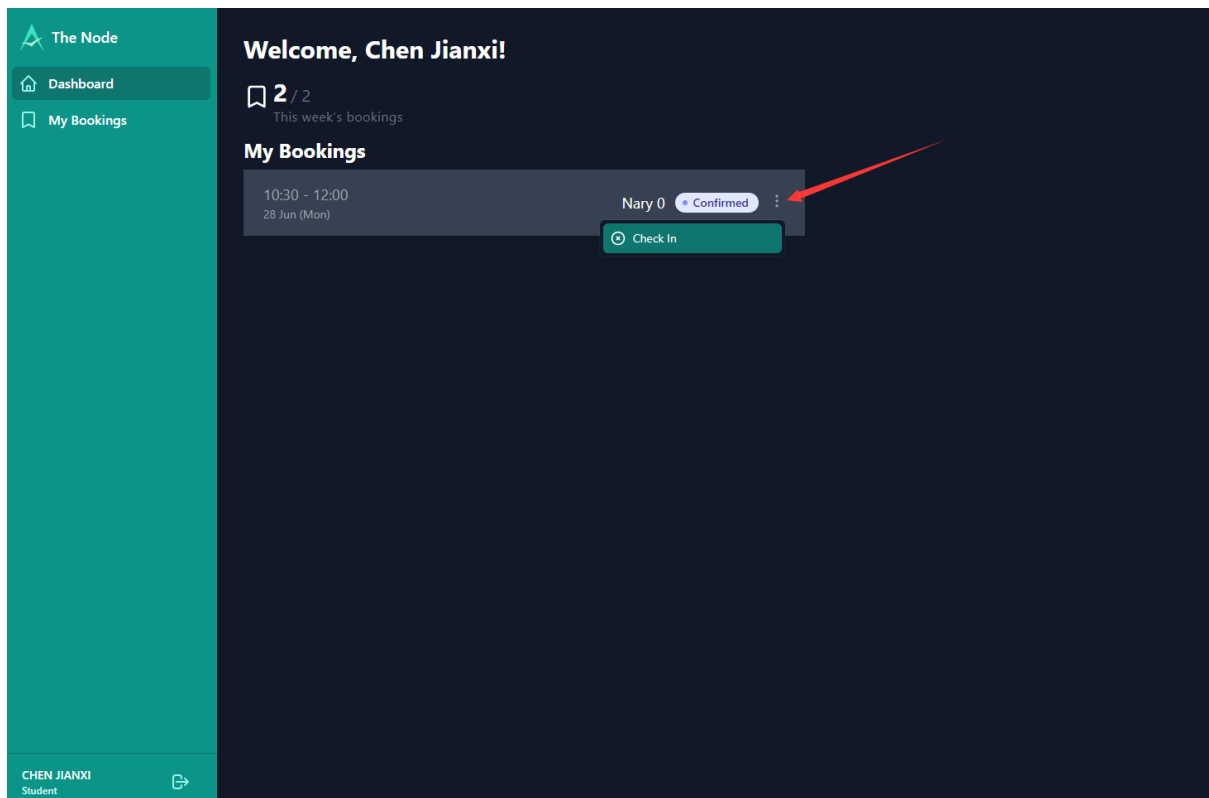 The Node
Dashboard
My Bookings
Welcome, Chen Jianxi!
2 / 2
This week's bookings
My Bookings
10:30 - 12:00
28 Jun (Mon)
Nary 0 Confirmed
Check In
CHEN JIANXI
Student